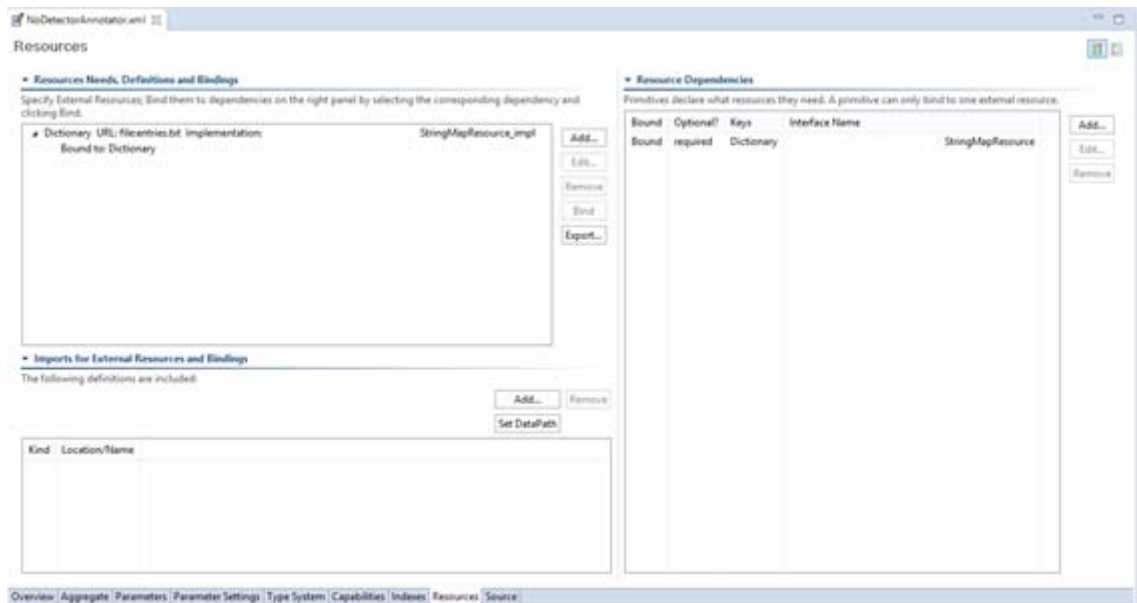 NoDetectorAnnotator.xml
Resources
Resources Needs, Definitions and Bindings
Specify External Resources; Bind them to dependencies on the right panel by selecting the corresponding dependency and
clicking Bind.
Dictionary URL: file:entries.txt Implementation: StringMapResource_impl
Bound to: Dictionary
Add...
Edit...
Remove
Bind
Export...
Imports for External Resources and Bindings
The following definitions are included:
Add... Remove
Set DataPath
Kind Location/Name
Resource Dependencies
Primitives declare what resources they need. A primitive can only bind to one external resource.
Bound Optional? Keys Interface Name
Bound required Dictionary StringMapResource
Add...
Edit...
Remove
Overview Aggregate Parameters Parameter Settings Type System Capabilities Indexes Resources Source